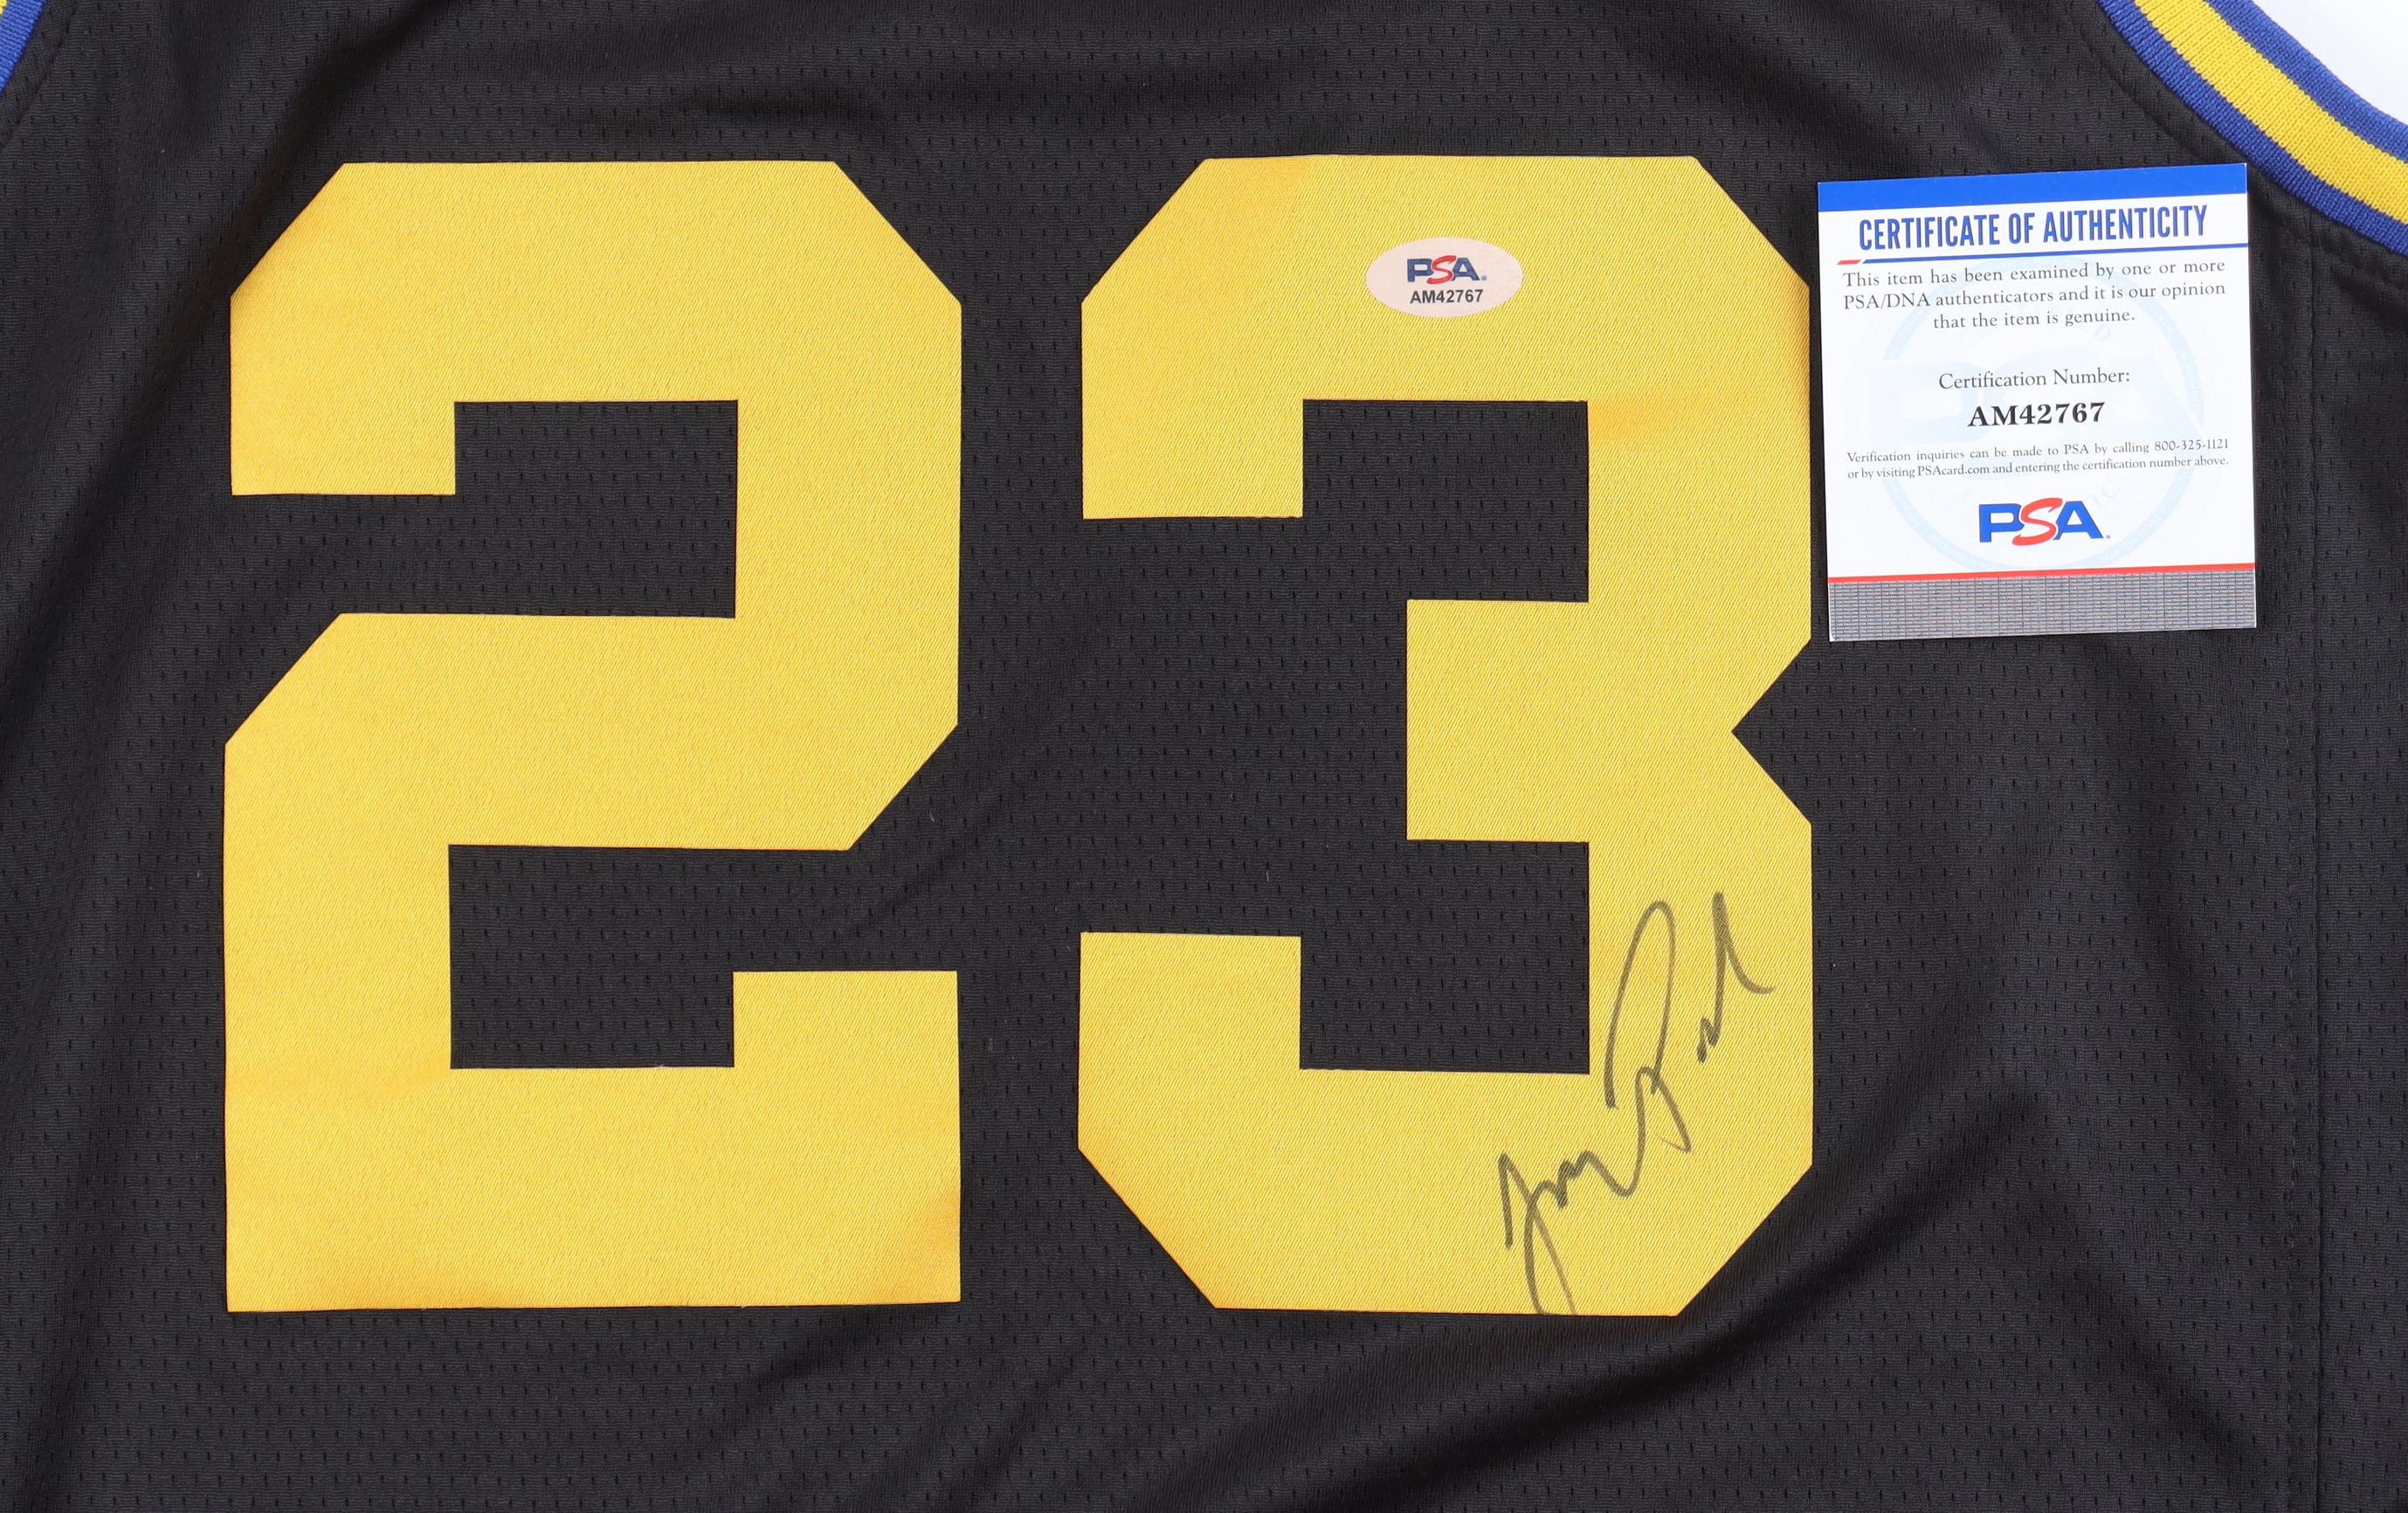 23
PSA
AM42767
CERTIFICATE OF AUTHENTICITY
This item has been examined by one or more
PSA/DNA authenticators and it is our opinion
that the item is genuine.
Certification Number:
AM42767
Verification inquiries can be made to PSA by calling 800-325-1121
or by visiting PSAcard.com and entering the certification number above.
PSA